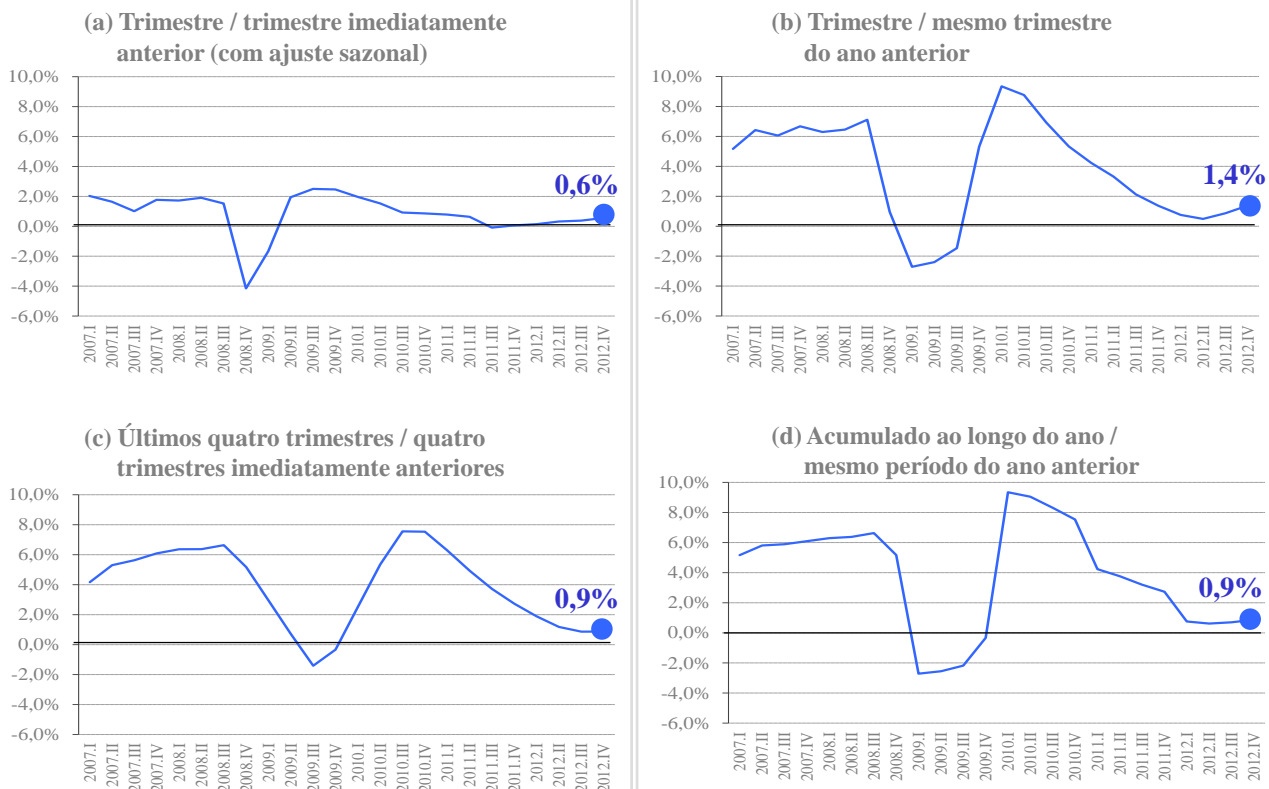 (a) Trimestre / trimestre imediatamente
anterior (com ajuste sazonal)
10,0%
8,0%
6,0%
4,0%
2,0%
0,0%
-2,0%
-4,0%
-6,0%
0,6%
2007.I
2007.II
2007.III
2007.IV
2008.I
2008.II
2008.III
2008.IV
2009.I
2009.II
2009.III
2009.IV
2010.I
2010.II
2010.III
2010.IV
2011.I
2011.II
2011.III
2011.IV
2012.I
2012.II
2012.III
2012.IV
(b) Trimestre / mesmo trimestre
do ano anterior
10,0%
8,0%
6,0%
4,0%
2,0%
0,0%
-2,0%
-4,0%
-6,0%
1,4%
2007.I
2007.II
2007.III
2007.IV
2008.I
2008.II
2008.III
2008.IV
2009.I
2009.II
2009.III
2009.IV
2010.I
2010.II
2010.III
2010.IV
2011.I
2011.II
2011.III
2011.IV
2012.I
2012.II
2012.III
2012.IV
(c) Últimos quatro trimestres / quatro
trimestres imediatamente anteriores
10,0%
8,0%
6,0%
4,0%
2,0%
0,0%
-2,0%
-4,0%
-6,0%
0,9%
2007.I
2007.II
2007.III
2007.IV
2008.I
2008.II
2008.III
2008.IV
2009.I
2009.II
2009.III
2009.IV
2010.I
2010.II
2010.III
2010.IV
2011.I
2011.II
2011.III
2011.IV
2012.I
2012.II
2012.III
2012.IV
(d) Acumulado ao longo do ano /
mesmo período do ano anterior
10,0%
8,0%
6,0%
4,0%
2,0%
0,0%
-2,0%
-4,0%
-6,0%
0,9%
2007.I
2007.II
2007.III
2007.IV
2008.I
2008.II
2008.III
2008.IV
2009.I
2009.II
2009.III
2009.IV
2010.I
2010.II
2010.III
2010.IV
2011.I
2011.II
2011.III
2011.IV
2012.I
2012.II
2012.III
2012.IV